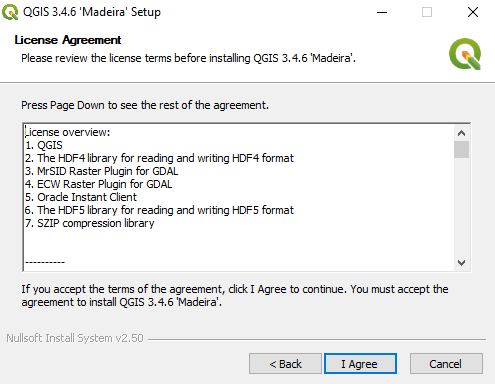 QGIS 3.4.6 'Madeira' Setup
License Agreement
Please review the license terms before installing QGIS 3.4.6 'Madeira'.
Press Page Down to see the rest of the agreement.
License overview:
1. QGIS
2. The HDF4 library for reading and writing HDF4 format
3. MrSID Raster Plugin for GDAL
4. ECW Raster Plugin for GDAL
5. Oracle Instant Client
6. The HDF5 library for reading and writing HDF5 format
7. SZIP compression library
----------
If you accept the terms of the agreement, click I Agree to continue. You must accept the
agreement to install QGIS 3.4.6 'Madeira'.
Nullsoft Install System v2.50
< Back
I Agree
Cancel